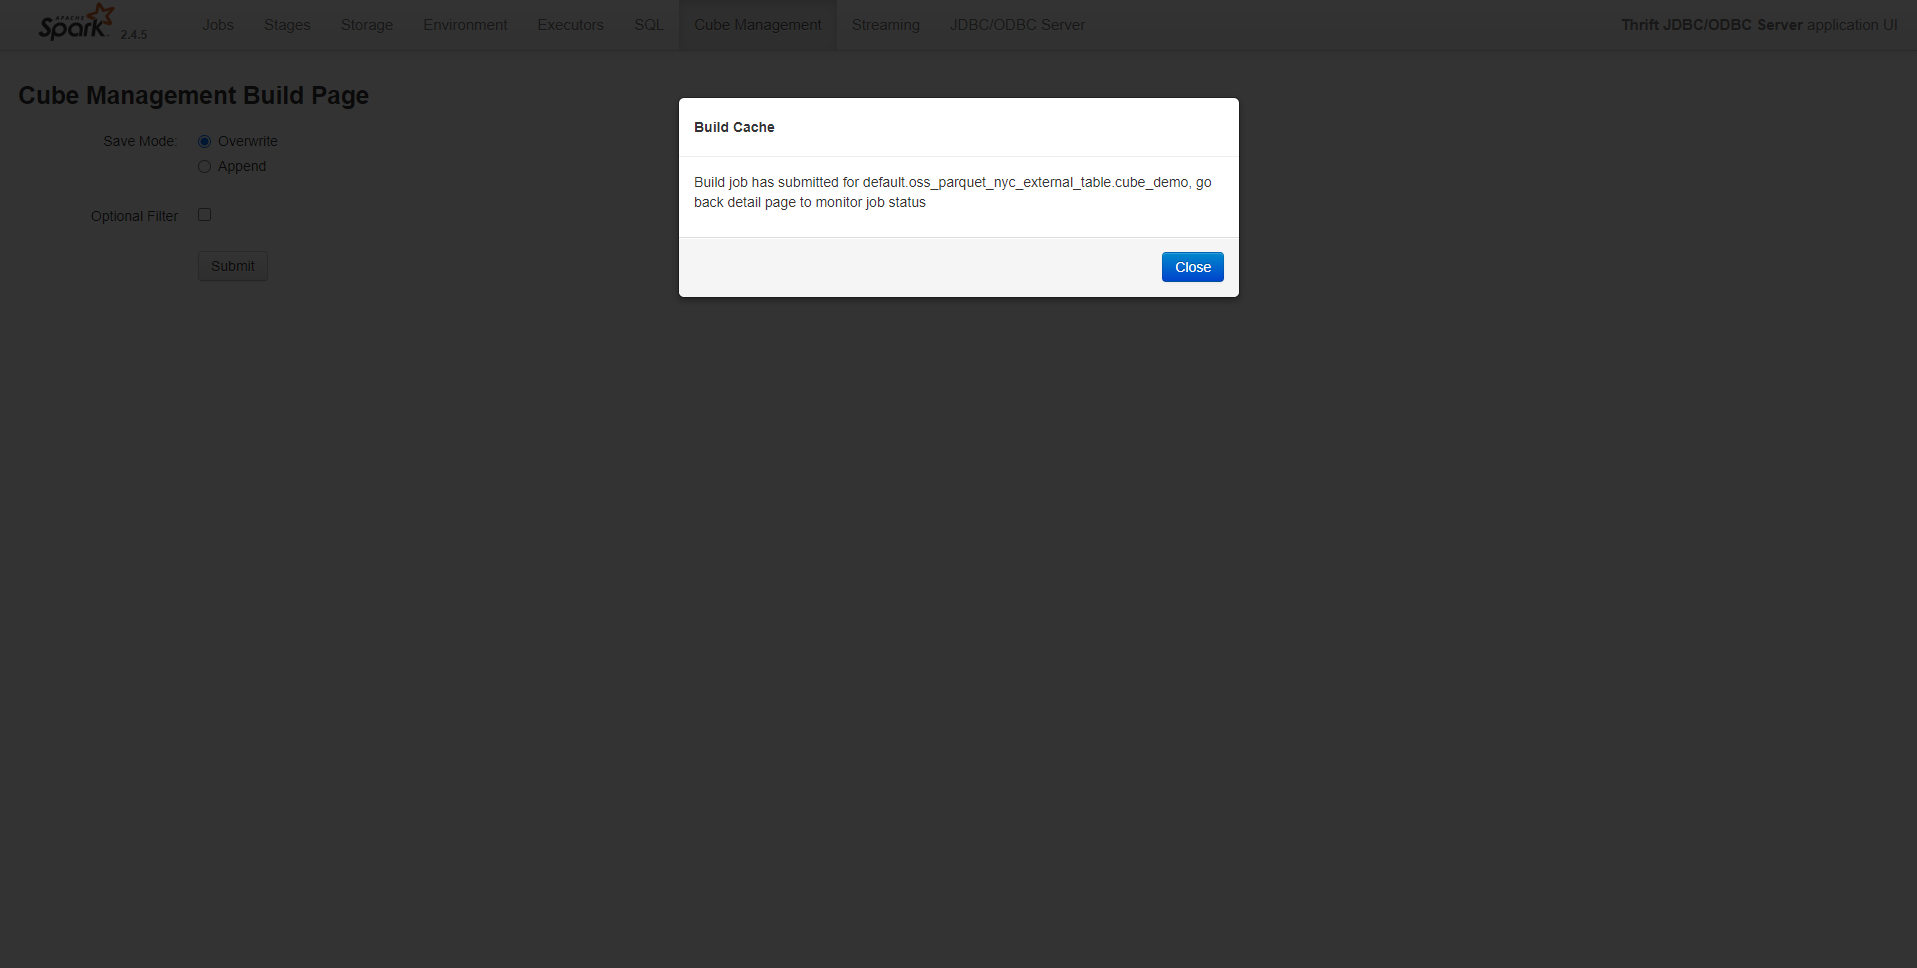 APACHE
Spark 2.4.5 Jobs Stages Storage Environment Executors SQL Cube Management Streaming JDBC/ODBC Server Thrift JDBC/ODBC Server application UI
Cube Management Build Page
Save Mode: Overwrite
Append
Optional Filter
Submit
Build Cache
Build job has submitted for default.oss_parquet_nyc_external_table.cube_demo, go
back detail page to monitor job status
Close